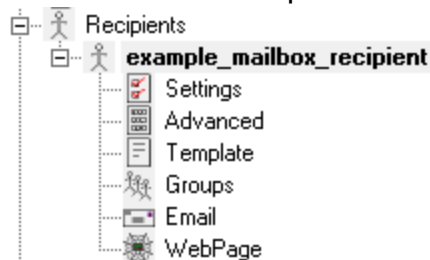 Recipients
example_mailbox_recipient
Settings
Advanced
Template
Groups
Email
WebPage